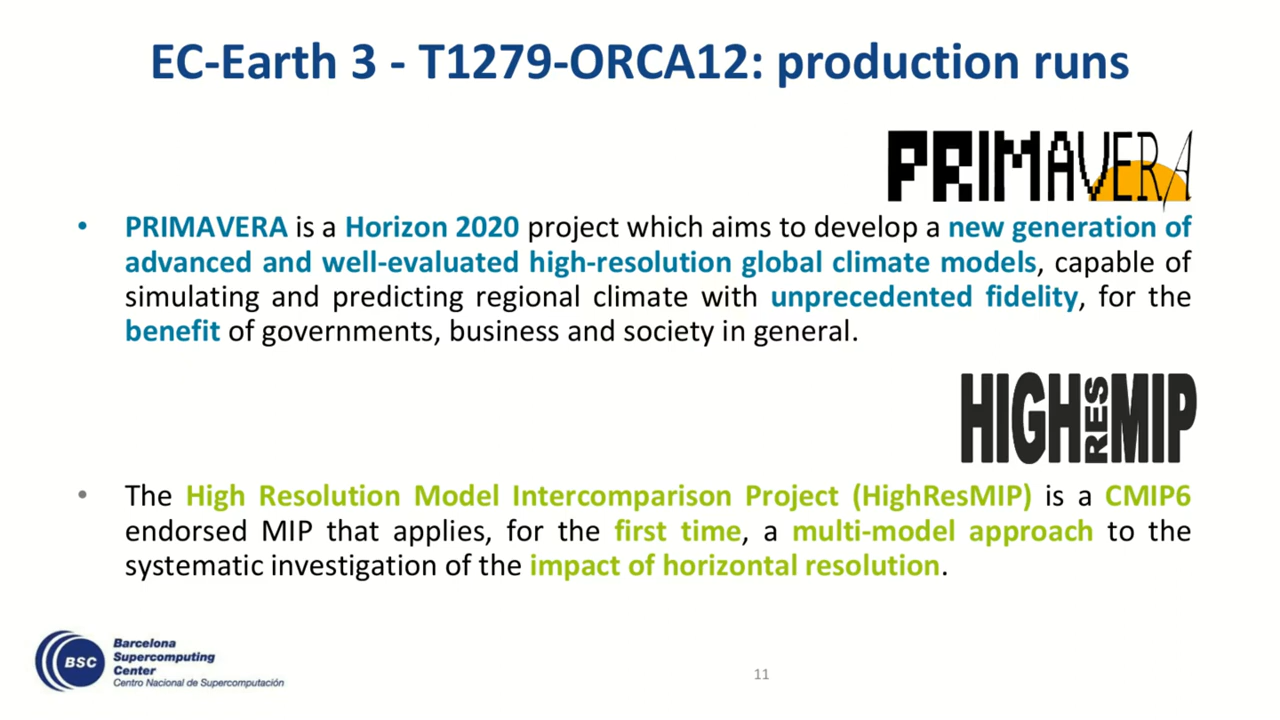 EC-Earth 3 - T1279-ORCA12: production runs
PRIMAVERA
• PRIMAVERA is a Horizon 2020 project which aims to develop a new generation of
advanced and well-evaluated high-resolution global climate models, capable of
simulating and predicting regional climate with unprecedented fidelity, for the
benefit of governments, business and society in general.
HIGH RES MIP
• The High Resolution Model Intercomparison Project (HighResMIP) is a CMIP6
endorsed MIP that applies, for the first time, a multi-model approach to the
systematic investigation of the impact of horizontal resolution.
BSC
Barcelona
Supercomputing
Center
Centro Nacional de Supercomputación
11